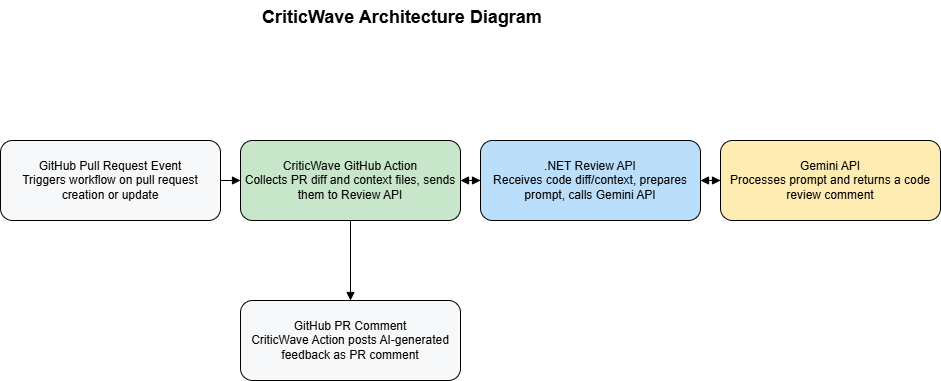 CriticWave Architecture Diagram
GitHub Pull Request Event
Triggers workflow on pull request
creation or update
CriticWave GitHub Action
Collects PR diff and context files, sends
them to Review API
.NET Review API
Receives code diff/context, prepares
prompt, calls Gemini API
Gemini API
Processes prompt and returns a code
review comment
GitHub PR Comment
CriticWave Action posts AI-generated
feedback as PR comment